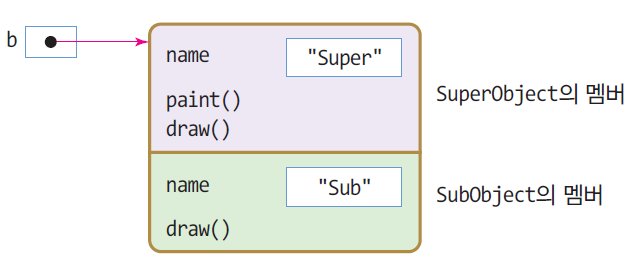 b
name "Super"
paint()
draw()
SuperObject의 멤버
name "Sub"
draw()
SubObject의 멤버